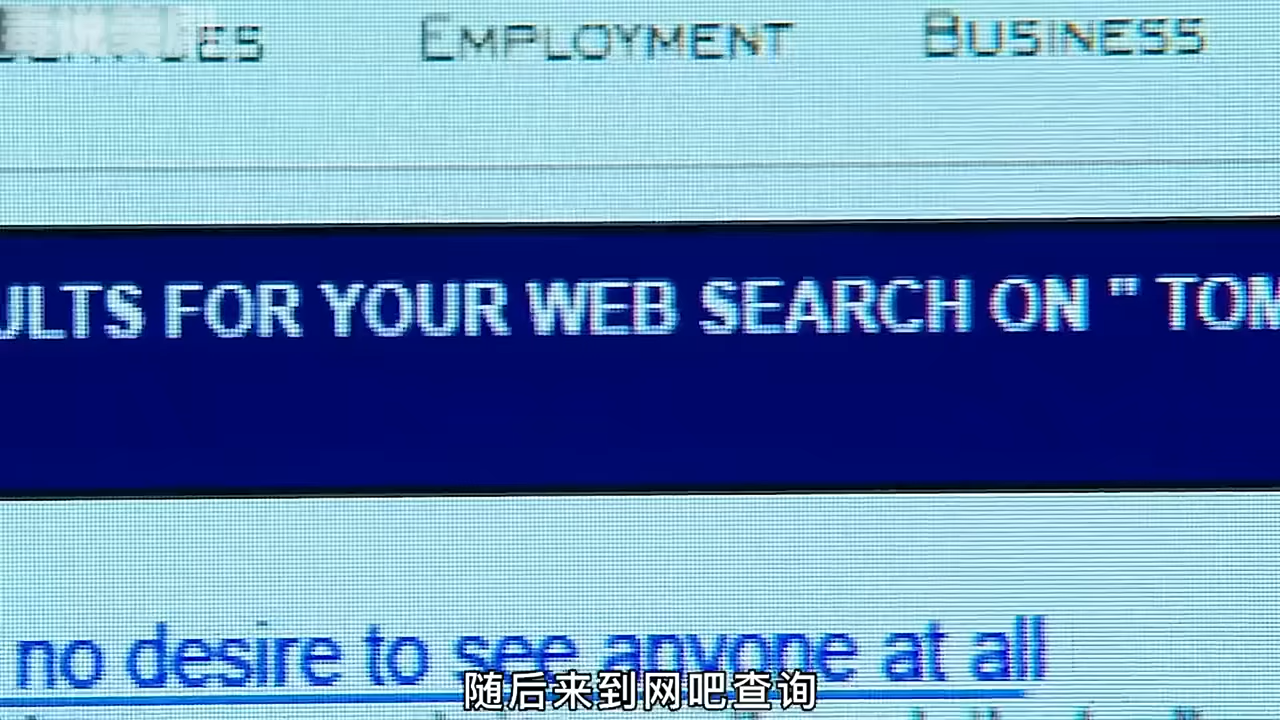 ES EMPLOYMENT BUSINESS
ULTS FOR YOUR WEB SEARCH ON " TOM
no desire to see anyone at all
随后来到网吧查询